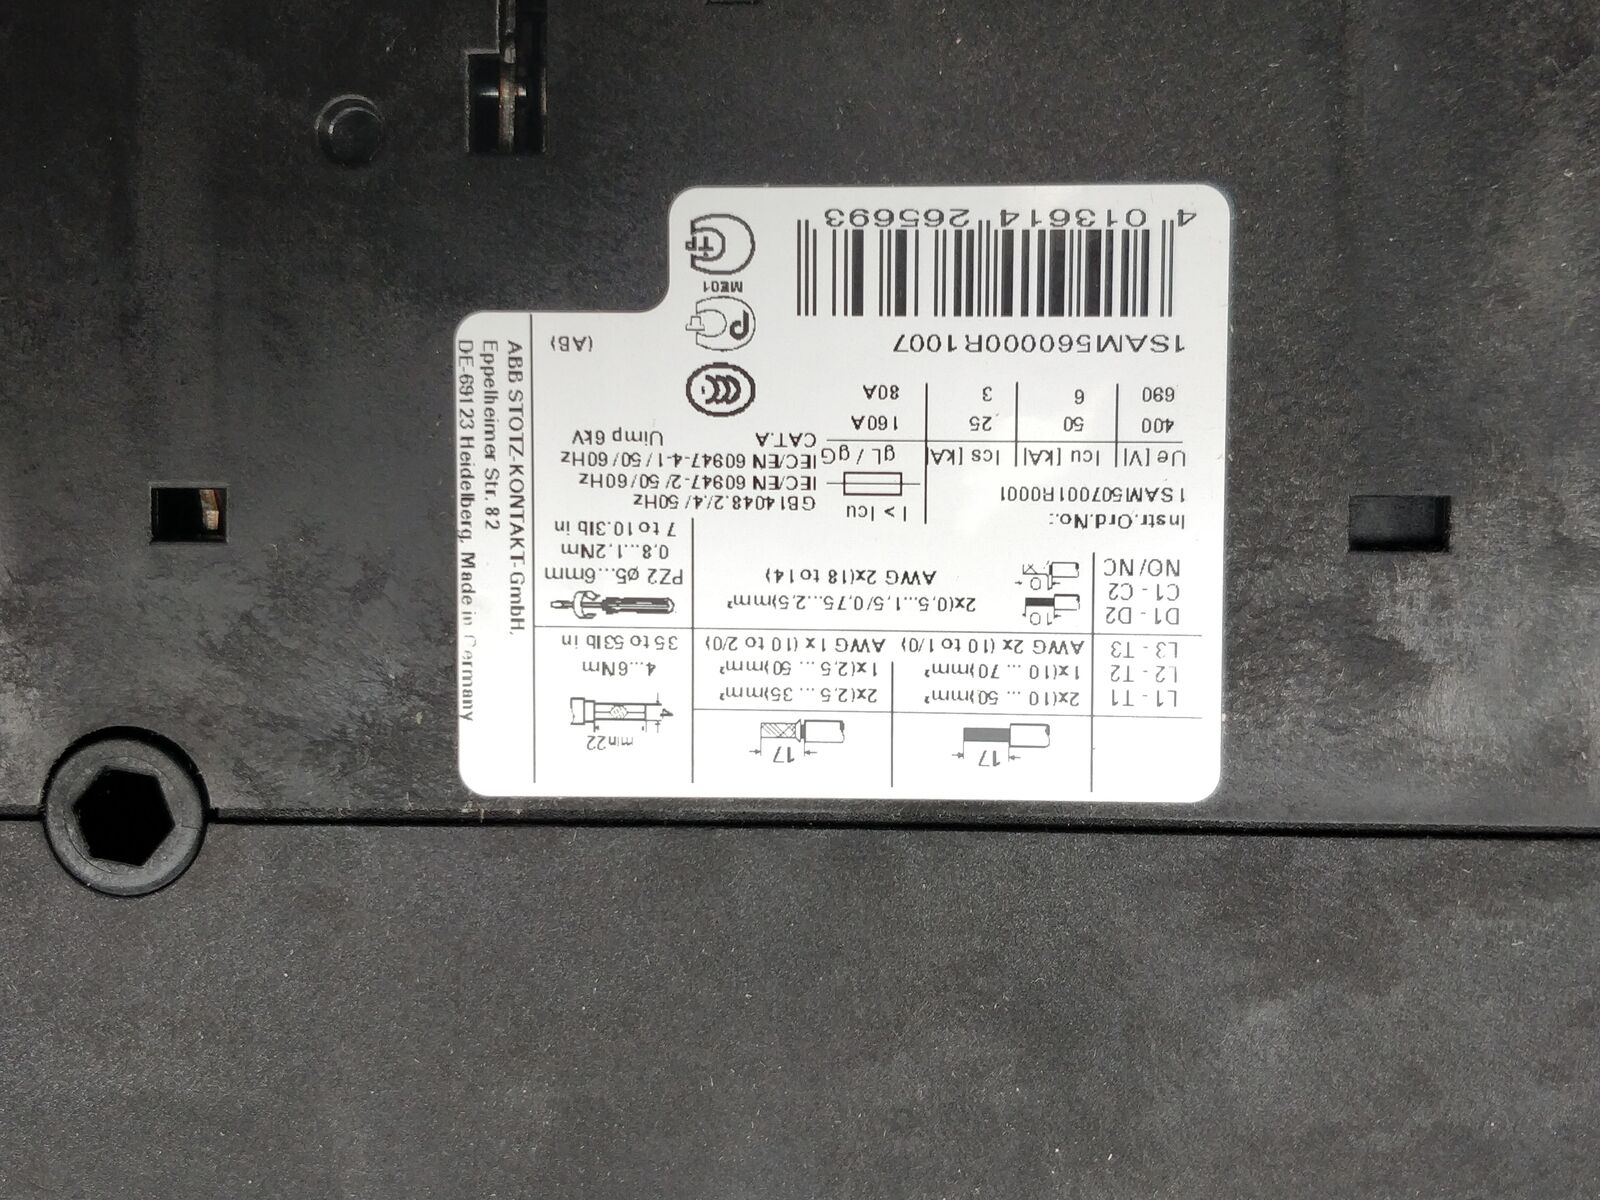 17
17
min22
4
L1 - T1
L2 - T2
L3 - T3
2x(10 ... 50)mm²
1x(10 ... 70)mm²
AWG 2x (10 to 1/0)
2x(2,5 ... 35)mm²
1x(2,5 ... 50)mm²
AWG 1x (10 to 2/0)
4...6Nm
35 to 53lb in
D1 - D2
C1 - C2
NO/NC
10
10
2x(0,5...1,5/0,75...2,5)mm²
AWG 2x(18 to 14)
PZ2 ø5...6mm
0.8...1,2Nm
7 to 10.3lb in
Instr.Ord.No.:
1SAM507001R0001
I > Icu
GB14048.2/4/50Hz
IEC/EN 60947-2/50/60Hz
IEC/EN 60947-4-1/50/60Hz
CAT.A Uimp 6kV
Ue [V] Icu [kA] Ics [kA] gL / gG
400 50 25 160A
690 6 3 80A
1SAM560000R1007
CCC
PCT
ME01
CTP
(AB)
4 013614 265693
ABB STOTZ-KONTAKT-GmbH,
Eppelheimer Str. 82
DE-69123 Heidelberg, Made in Germany